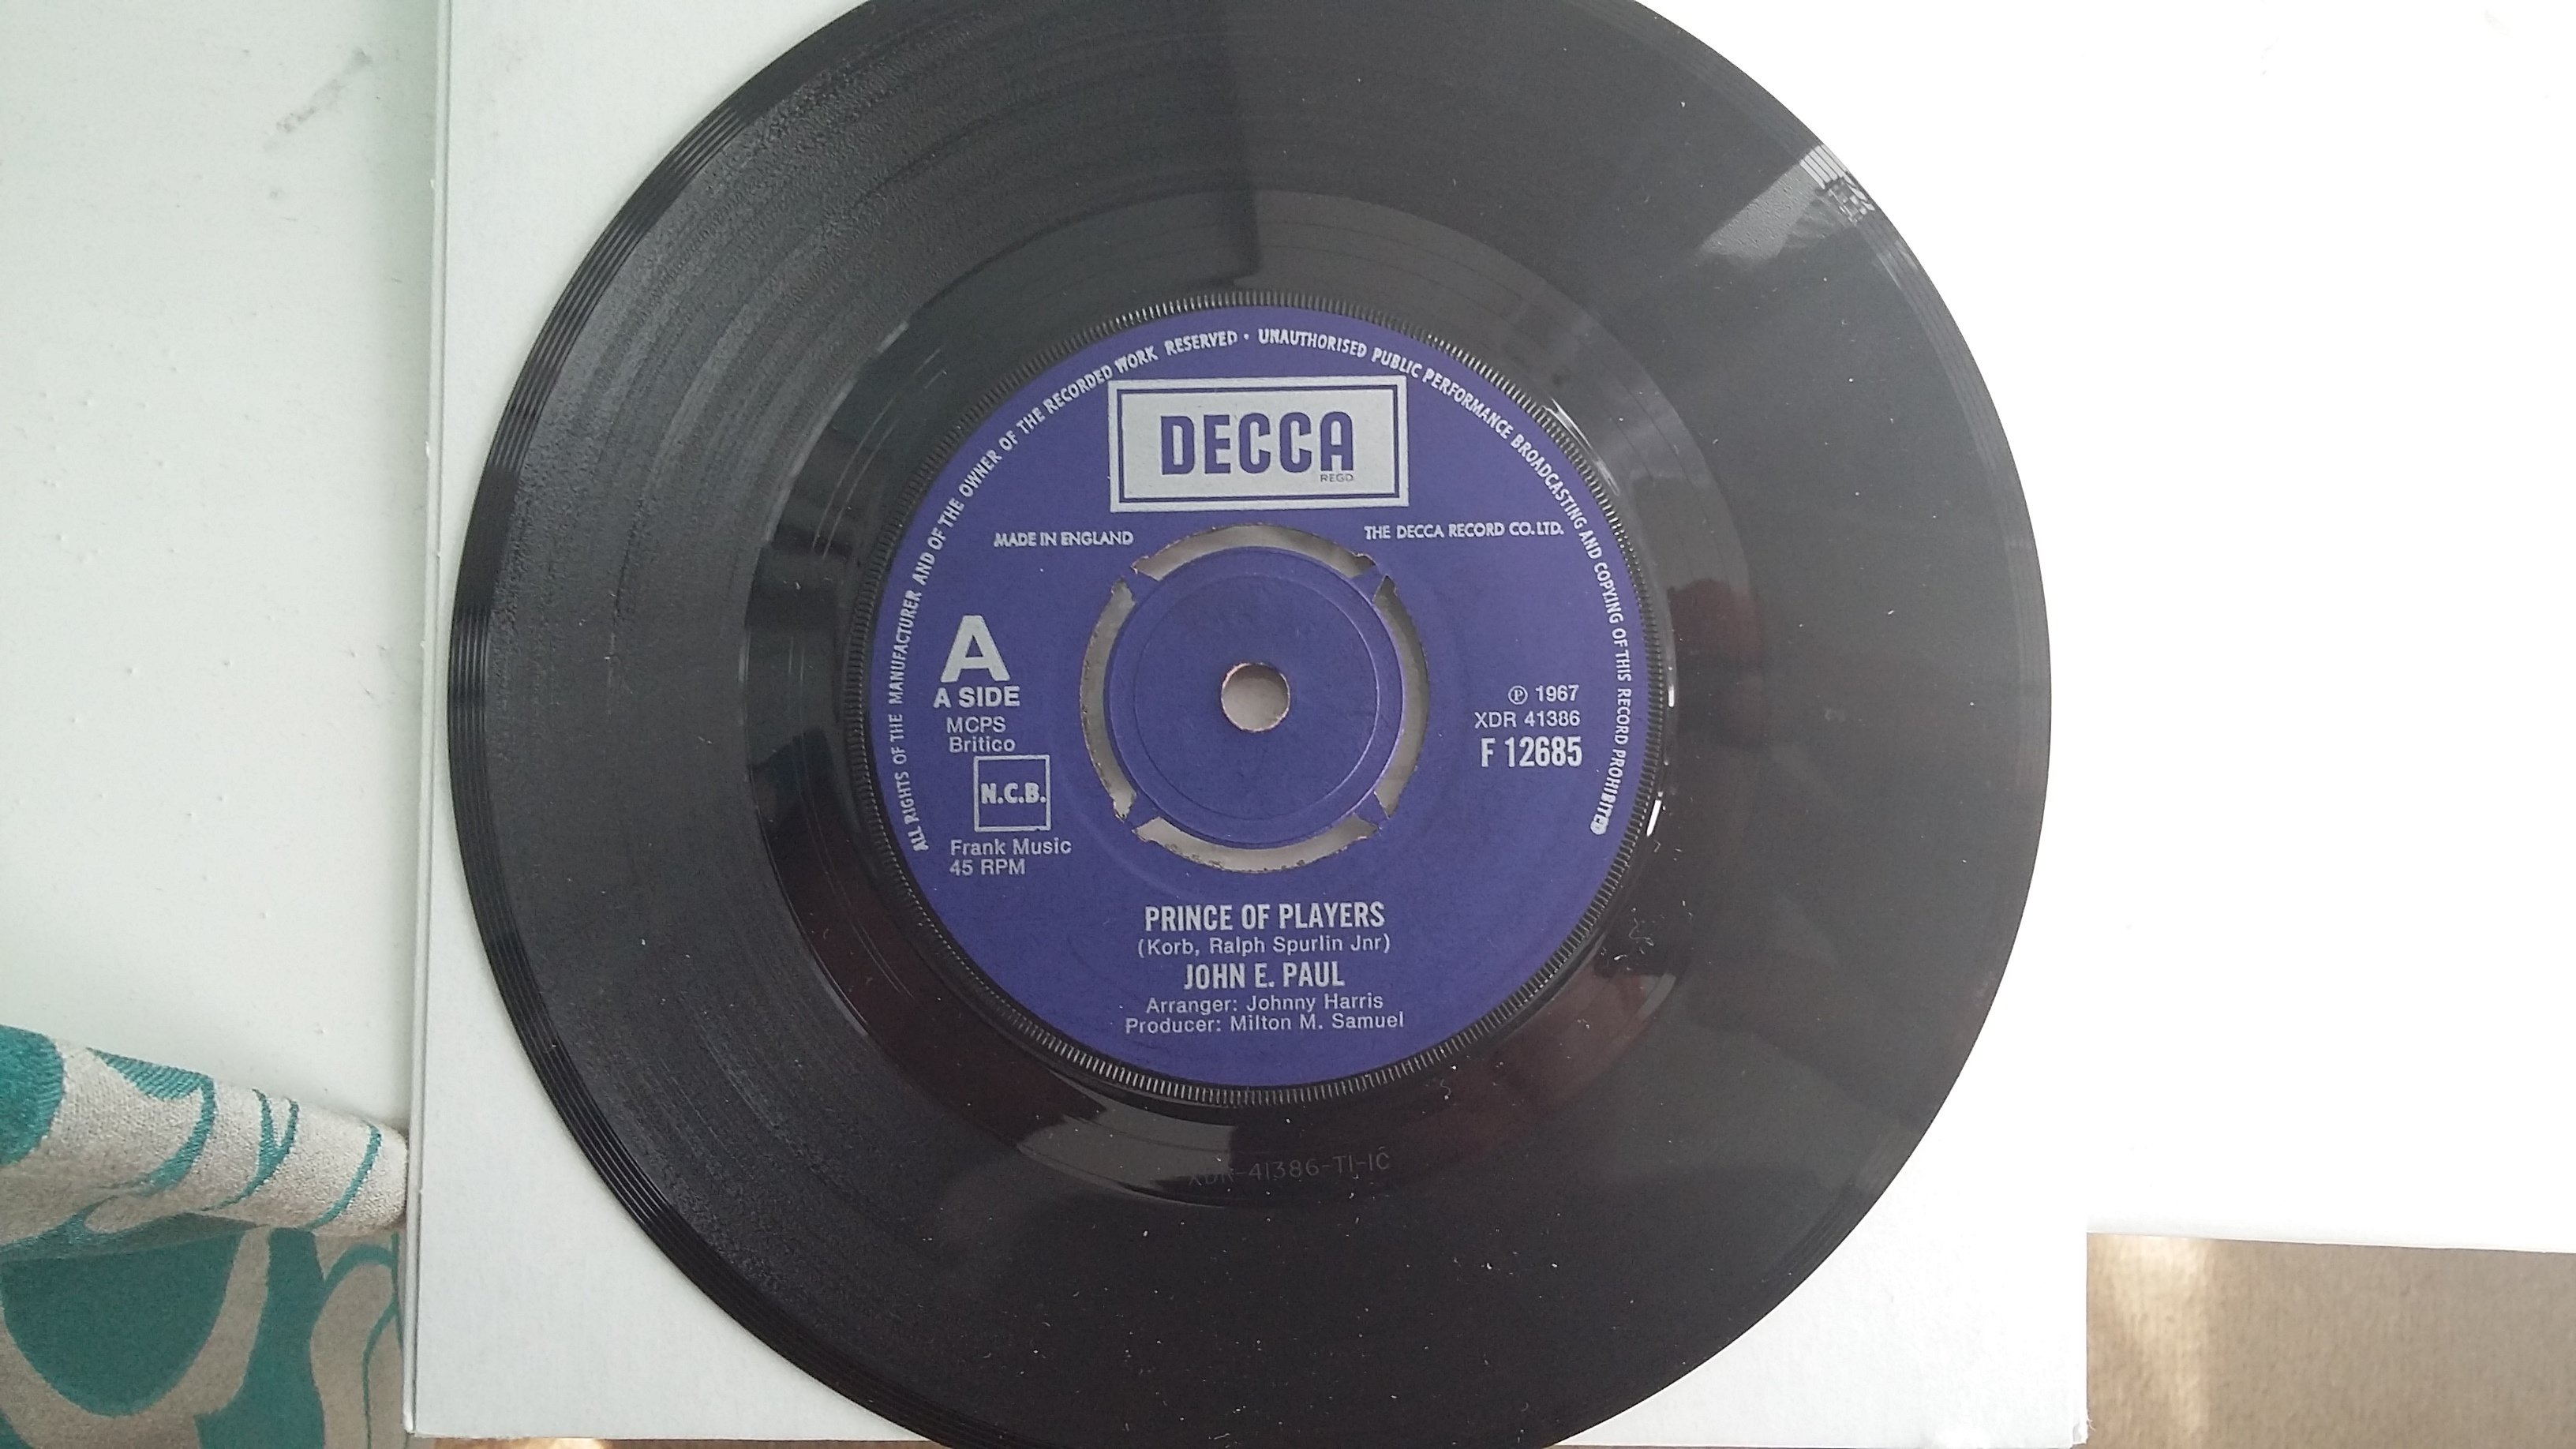 ALL RIGHTS OF THE MANUFACTURER AND OF THE OWNER OF THE RECORDED WORK RESERVED • UNAUTHORISED PUBLIC PERFORMANCE BROADCASTING AND COPYING OF THIS RECORD PROHIBITED
DECCA
REGD.
MADE IN ENGLAND
THE DECCA RECORD CO. LTD.
A
A SIDE
MCPS
Britico
N.C.B.
Frank Music
45 RPM
℗ 1967
XDR 41386
F 12685
PRINCE OF PLAYERS
(Korb, Ralph Spurlin Jnr)
JOHN E. PAUL
Arranger: Johnny Harris
Producer: Milton M. Samuel
XDR-41386-T1-1C